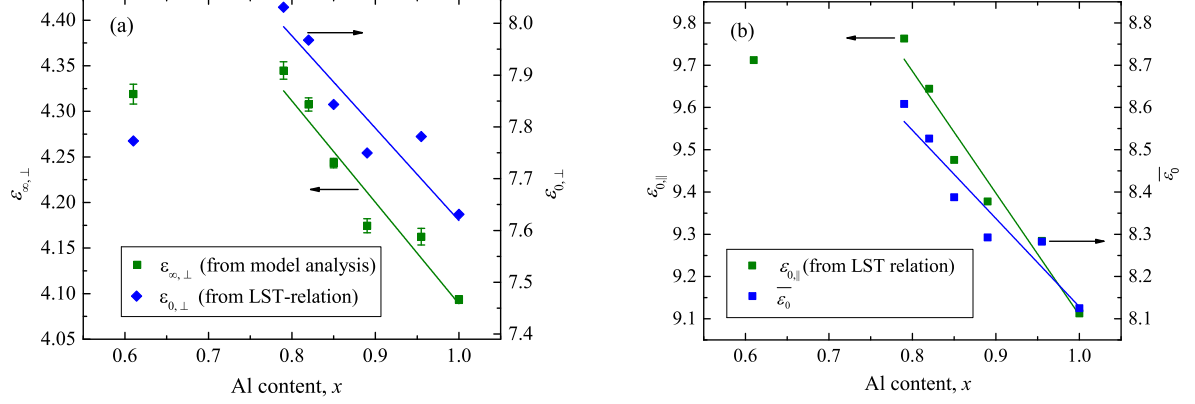 (a)
4.40
4.35
4.30
4.25
4.20
4.15
4.10
4.05
ε∞,⊥
8.0
7.9
7.8
7.7
7.6
7.5
7.4
ε0,⊥
ε∞,⊥ (from model analysis)
ε0,⊥ (from LST-relation)
0.6 0.7 0.8 0.9 1.0
Al content, x
(b)
9.8
9.7
9.6
9.5
9.4
9.3
9.2
9.1
ε0,||
8.8
8.7
8.6
8.5
8.4
8.3
8.2
8.1
ε̅0
ε0,|| (from LST relation)
ε̅0
0.6 0.7 0.8 0.9 1.0
Al content, x